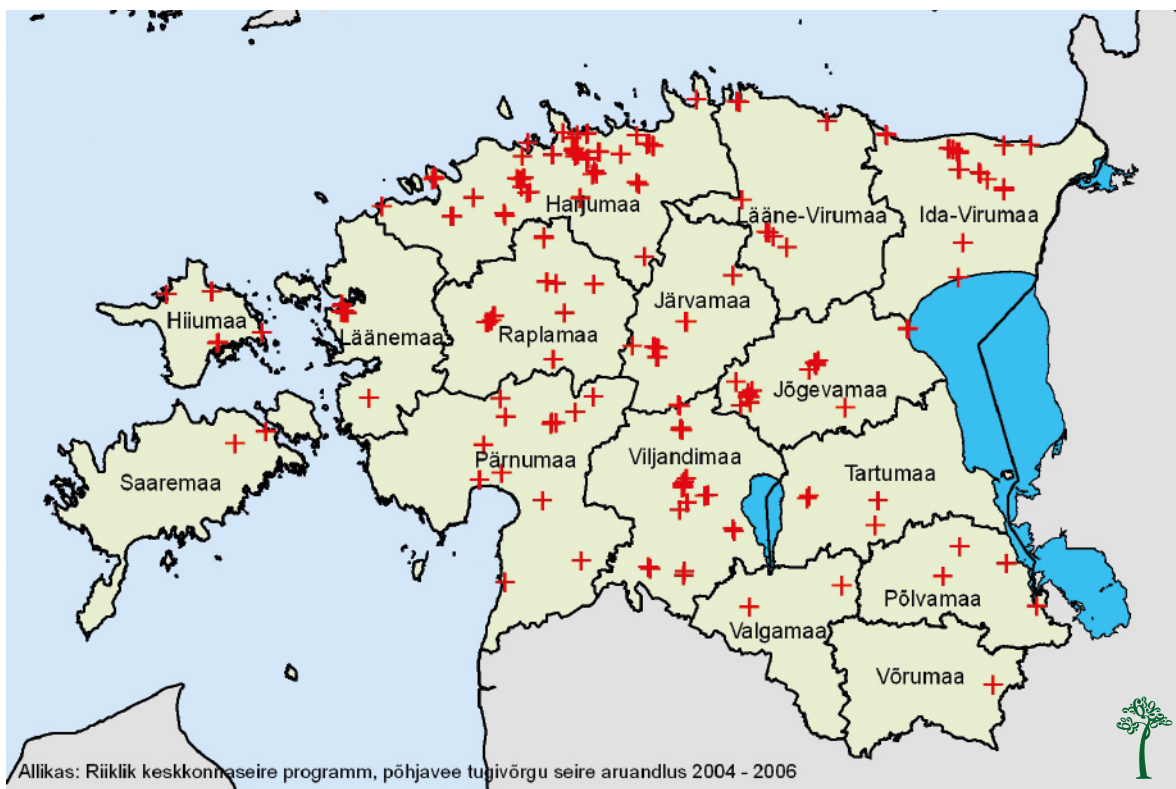 Harjumaa
Lääne-Virumaa
Ida-Virumaa
Hiiumaa
Läänemaa
Raplamaa
Järvamaa
Jõgevamaa
Saaremaa
Pärnumaa
Viljandimaa
Tartumaa
Põlvamaa
Valgamaa
Võrumaa
Allikas: Riiklik keskkonnaseire programm, põhjavee tugivõrgu seire aruandlus 2004 - 2006